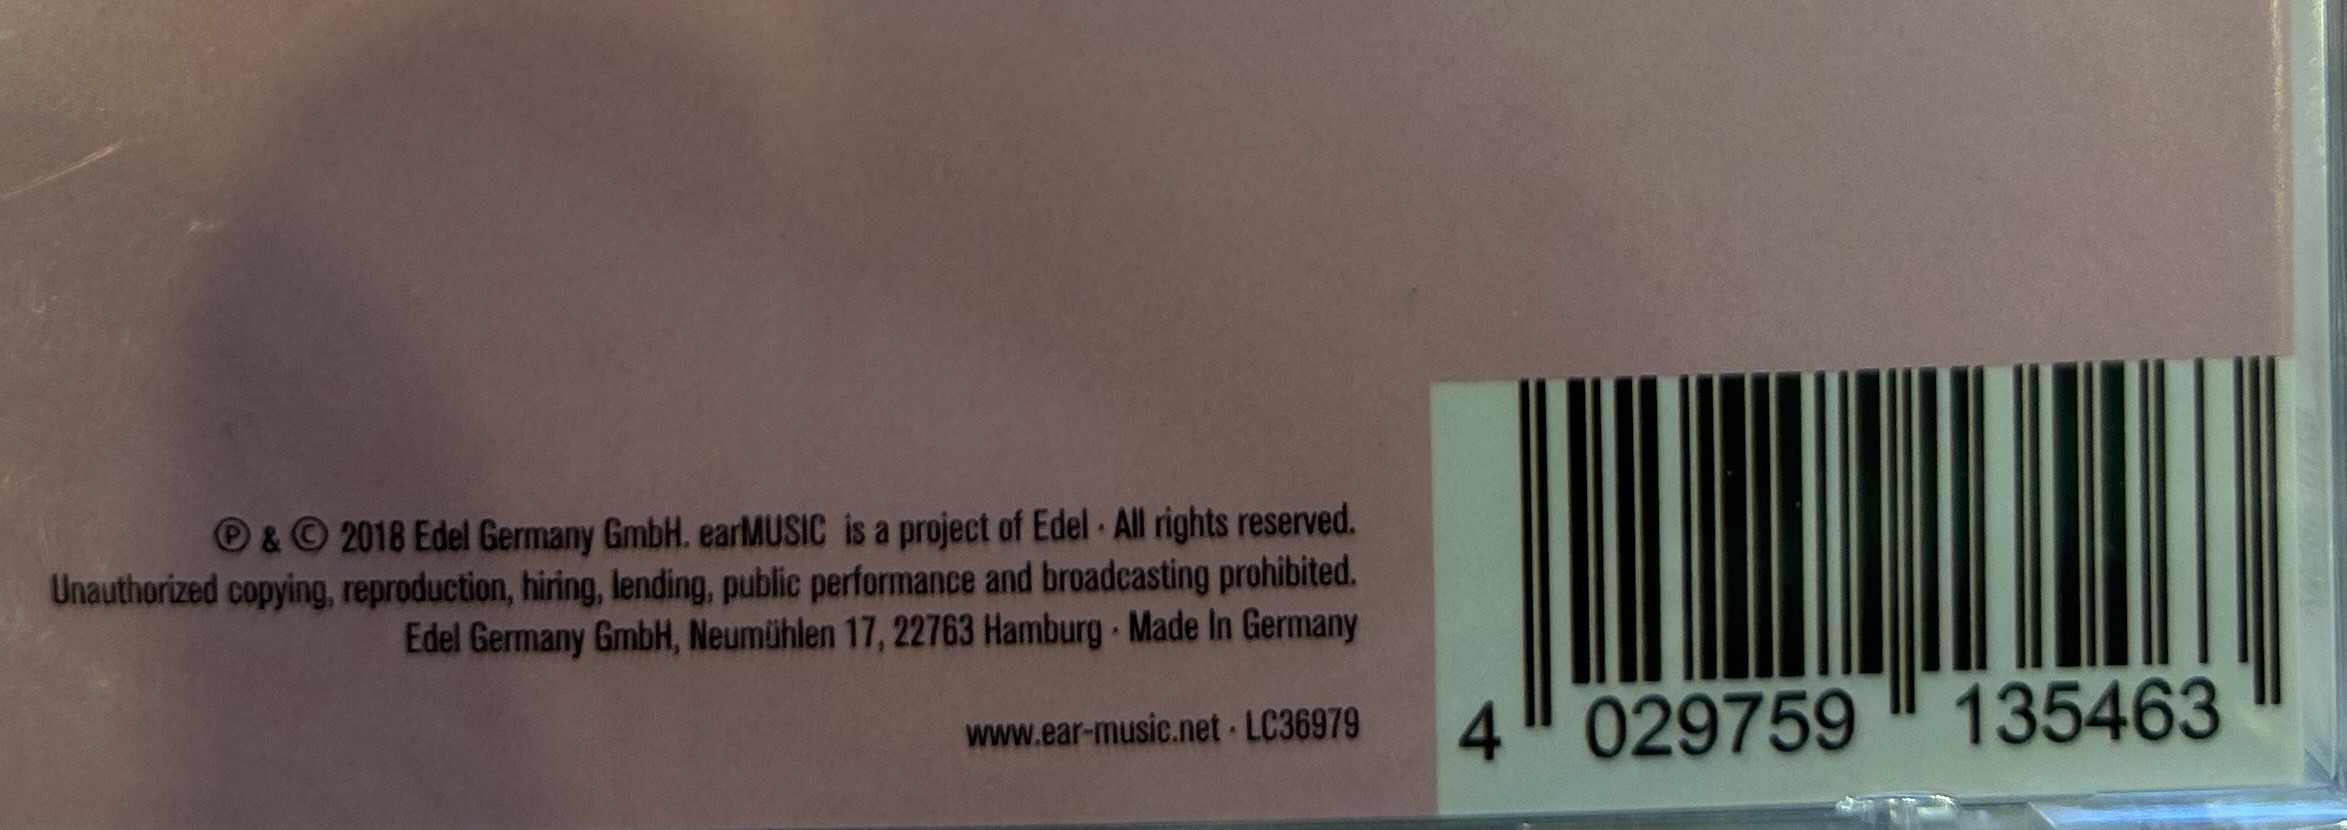 ℗ & © 2018 Edel Germany GmbH. earMUSIC is a project of Edel · All rights reserved.
Unauthorized copying, reproduction, hiring, lending, public performance and broadcasting prohibited.
Edel Germany GmbH, Neumühlen 17, 22763 Hamburg · Made In Germany
www.ear-music.net · LC36979
4 029759 135463